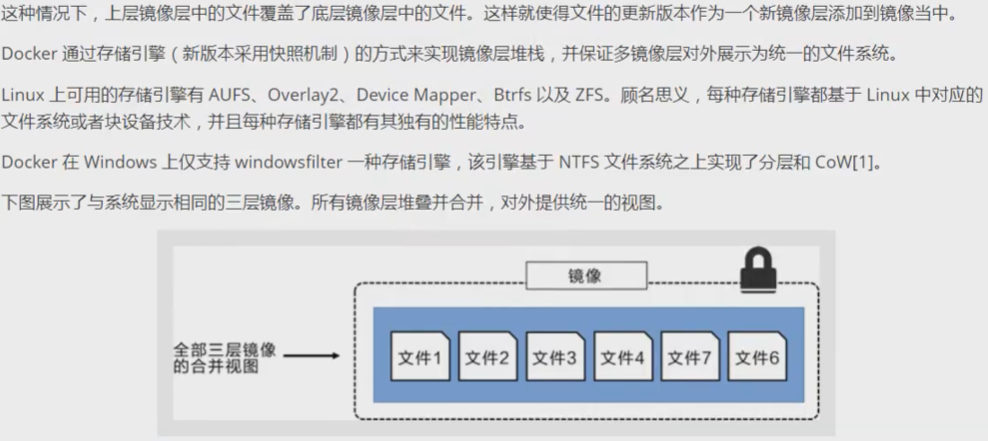 这种情况下，上层镜像层中的文件覆盖了底层镜像层中的文件。这样就使得文件的更新版本作为一个新镜像层添加到镜像当中。
Docker 通过存储引擎（新版本采用快照机制）的方式来实现镜像层堆栈，并保证多镜像层对外展示为统一的文件系统。
Linux 上可用的存储引擎有 AUFS、Overlay2、Device Mapper、Btrfs 以及 ZFS。顾名思义，每种存储引擎都基于 Linux 中对应的
文件系统或者块设备技术，并且每种存储引擎都有其独有的性能特点。
Docker 在 Windows 上仅支持 windowsfilter 一种存储引擎，该引擎基于 NTFS 文件系统之上实现了分层和 CoW[1]。
下图展示了与系统显示相同的三层镜像。所有镜像层堆叠并合并，对外提供统一的视图。
镜像
全部三层镜像
的合并视图
文件1 文件2 文件3 文件4 文件7 文件6